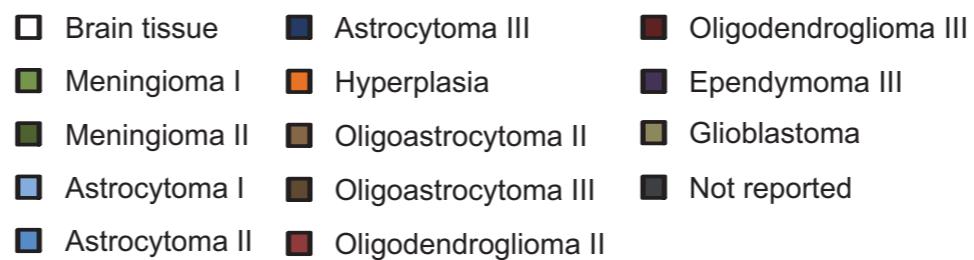 Brain tissue
Meningioma I
Meningioma II
Astrocytoma I
Astrocytoma II
Astrocytoma III
Hyperplasia
Oligoastrocytoma II
Oligoastrocytoma III
Oligodendroglioma II
Oligodendroglioma III
Ependymoma III
Glioblastoma
Not reported